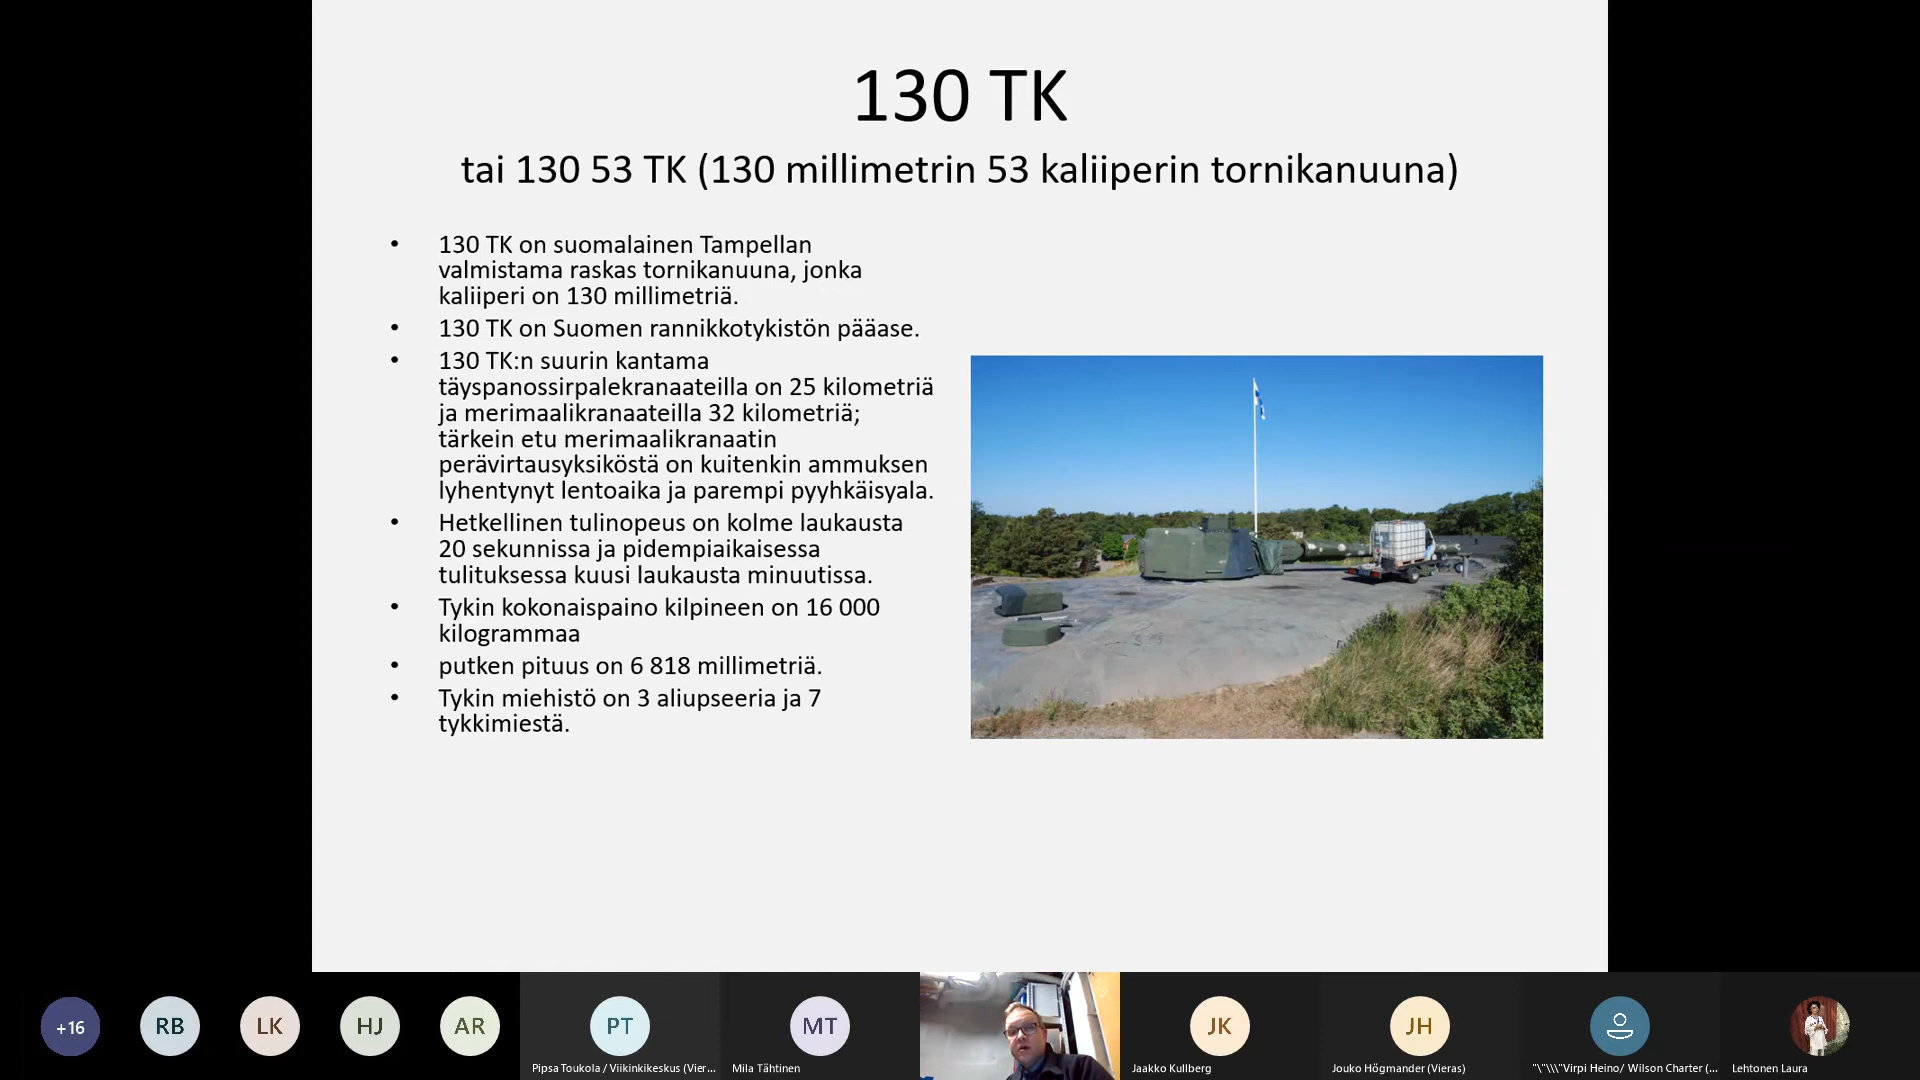 130 TK
tai 130 53 TK (130 millimetrin 53 kaliiperin tornikanuuna)
• 130 TK on suomalainen Tampellan
valmistama raskas tornikanuuna, jonka
kaliiperi on 130 millimetriä.
• 130 TK on Suomen rannikkotykistön pääase.
• 130 TK:n suurin kantama
täyspanossirpalekranaateilla on 25 kilometriä
ja merimaalikranaateilla 32 kilometriä;
tärkein etu merimaalikranaatin
perävirtausyksiköstä on kuitenkin ammuksen
lyhentynyt lentoaika ja parempi pyyhkäisyala.
• Hetkellinen tulinopeus on kolme laukausta
20 sekunnissa ja pidempiaikaisessa
tulituksessa kuusi laukausta minuutissa.
• Tykin kokonaispaino kilpineen on 16 000
kilogrammaa
• putken pituus on 6 818 millimetriä.
• Tykin miehistö on 3 aliupseeria ja 7
tykkimiestä.
+16
RB
LK
HJ
AR
PT
MT
JK
JH
Pipsa Toukola / Viikinkikeskus (Vier...
Mila Tähtinen
Jaakko Kullberg
Jouko Högmander (Vieras)
"\"\\\"Virpi Heino/ Wilson Charter (...
Lehtonen Laura